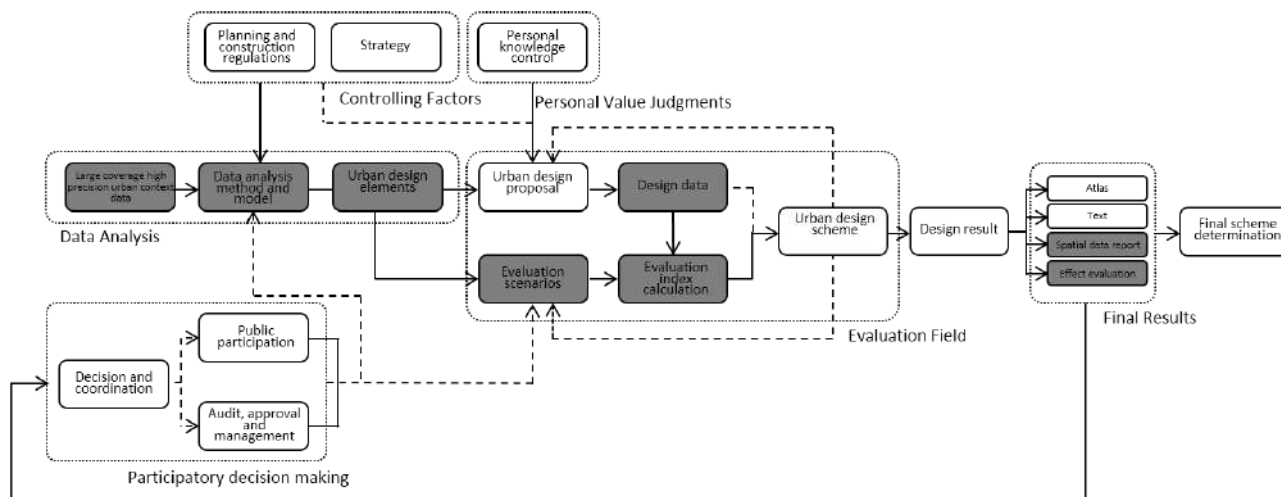 Planning and
construction
regulations
Strategy
Personal
knowledge
control
Controlling Factors
Personal Value Judgments
Large coverage high
precision urban context
data
Data analysis
method and
model
Urban design
elements
Data Analysis
Urban design
proposal
Design data
Evaluation
scenarios
Evaluation
index
calculation
Urban design
scheme
Evaluation Field
Design result
Atlas
Text
Spatial data report
Effect evaluation
Final Results
Final scheme
determination
Decision and
coordination
Public
participation
Audit, approval
and
management
Participatory decision making